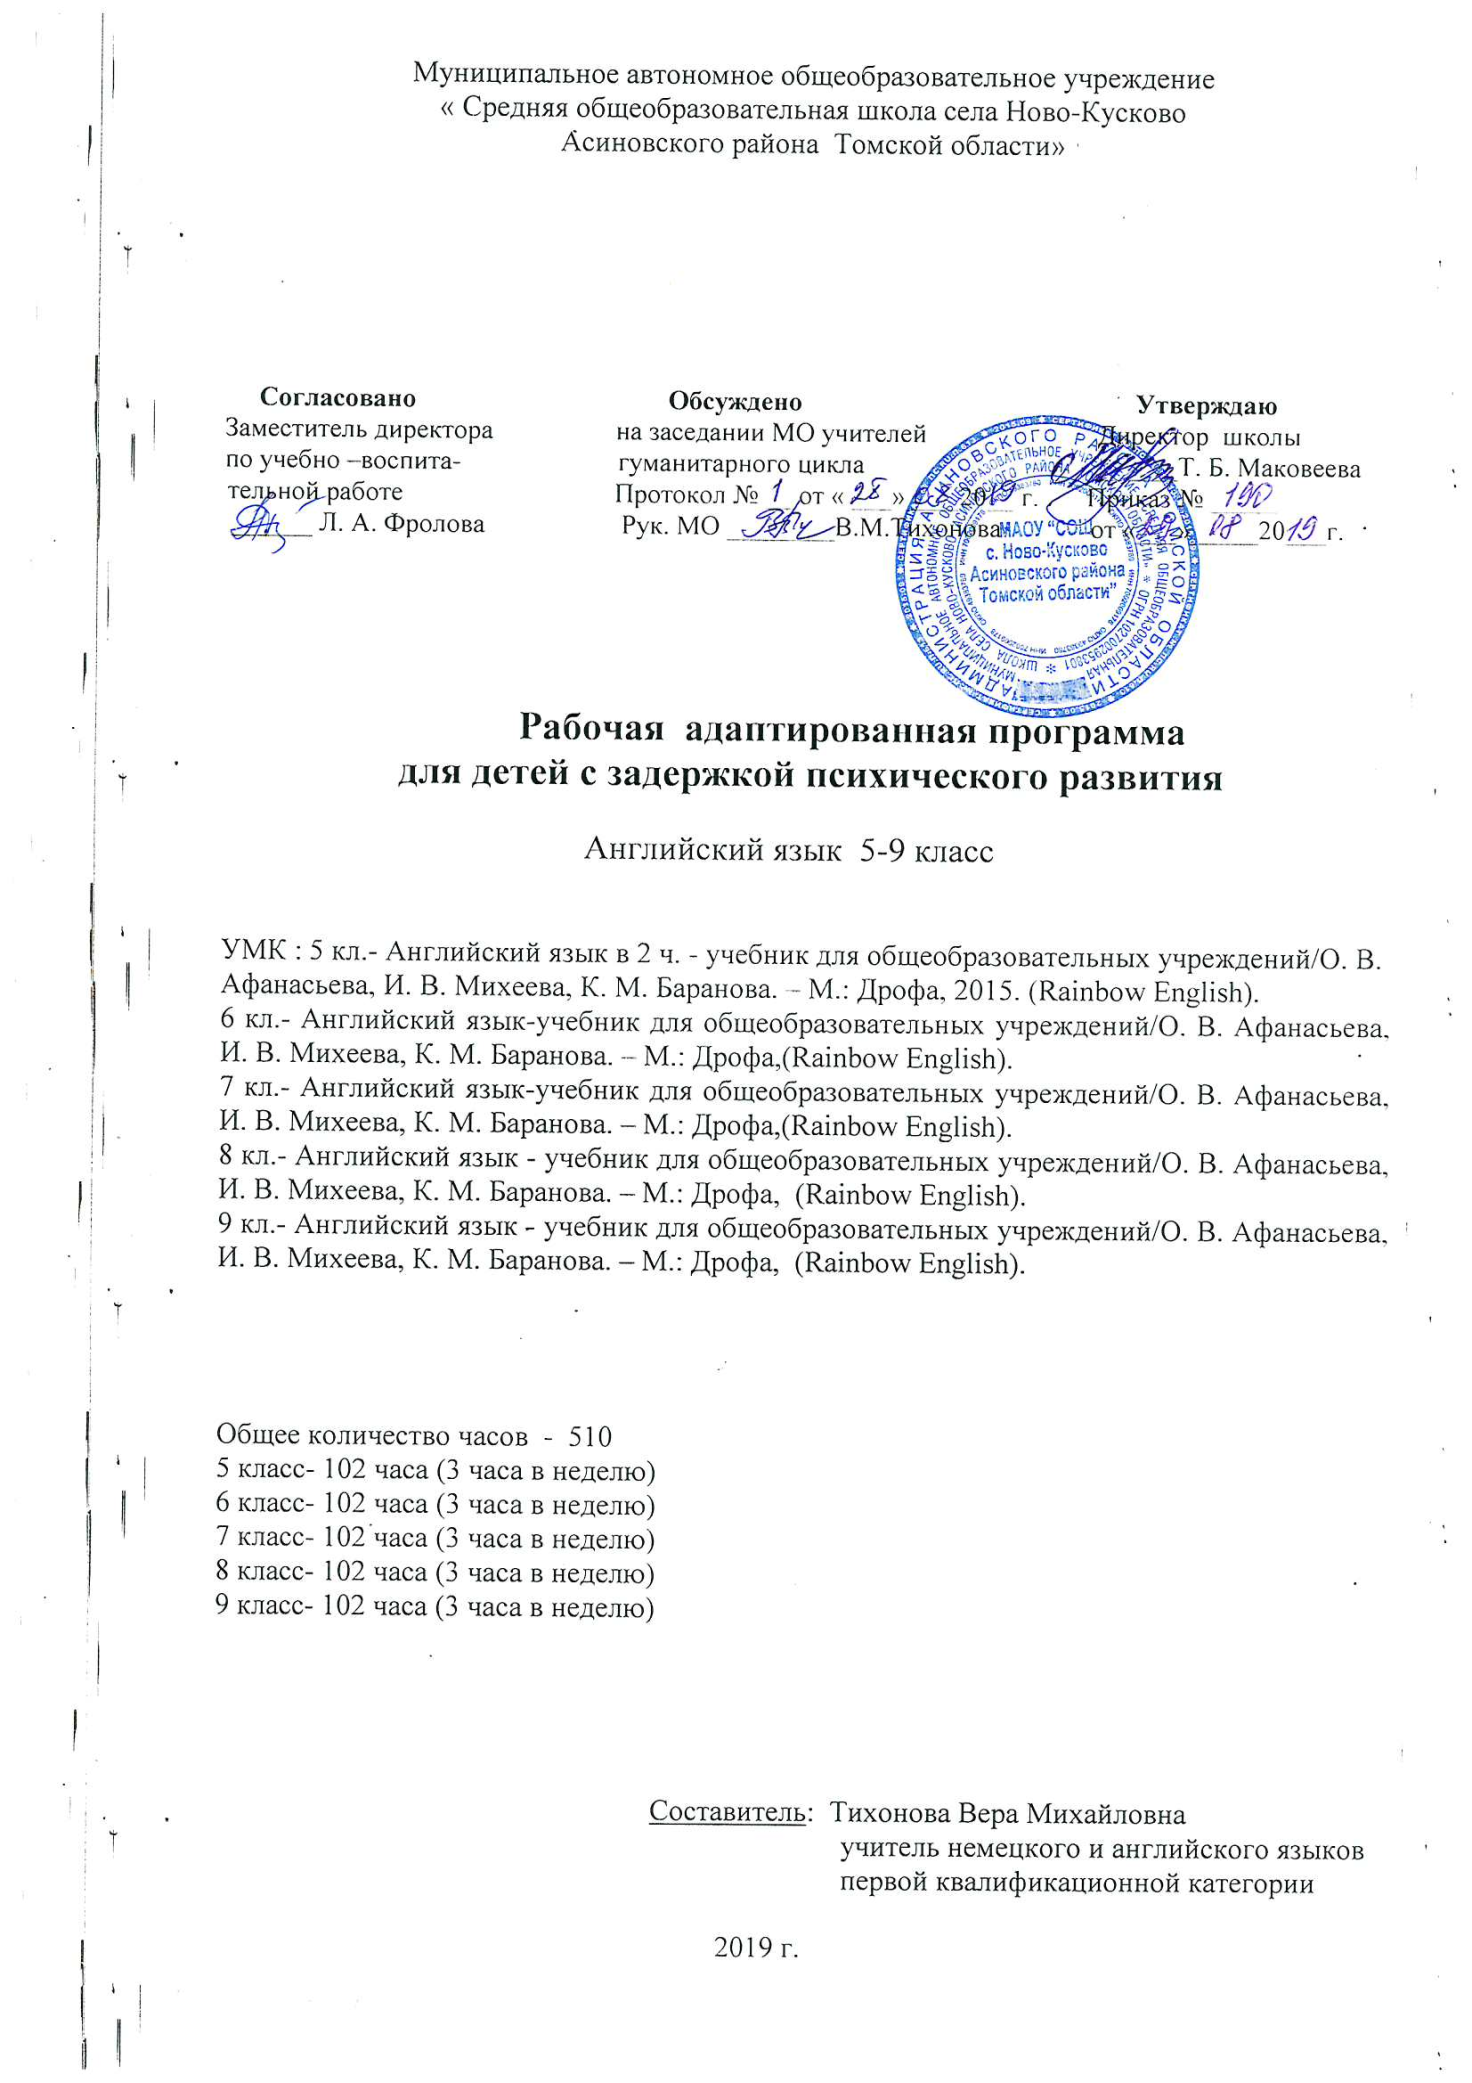 Муниципальное автономное общеобразовательное учреждение
« Средняя общеобразовательная школа села Ново-Кусково
Асиновского района Томской области»
Согласовано
Заместитель директора
по учебно –воспита-
тельной работе
Л. А. Фролова
Обсуждено
на заседании МО учителей
гуманитарного цикла
Протокол № 1 от « 28 » 2019 г.
Рук. МО ________В.М.Тихонова
Утверждаю
Директор школы
Т. Б. Маковеева
Приказ № 190
от « » 08 2019 г.
МАОУ "СОШ
с. Ново-Кусково
Асиновского района
Томской области"
Рабочая адаптированная программа
для детей с задержкой психического развития
Английский язык 5-9 класс
УМК : 5 кл.- Английский язык в 2 ч. - учебник для общеобразовательных учреждений/О. В.
Афанасьева, И. В. Михеева, К. М. Баранова. – М.: Дрофа, 2015. (Rainbow English).
6 кл.- Английский язык-учебник для общеобразовательных учреждений/О. В. Афанасьева,
И. В. Михеева, К. М. Баранова. – М.: Дрофа,(Rainbow English).
7 кл.- Английский язык-учебник для общеобразовательных учреждений/О. В. Афанасьева,
И. В. Михеева, К. М. Баранова. – М.: Дрофа,(Rainbow English).
8 кл.- Английский язык - учебник для общеобразовательных учреждений/О. В. Афанасьева,
И. В. Михеева, К. М. Баранова. – М.: Дрофа, (Rainbow English).
9 кл.- Английский язык - учебник для общеобразовательных учреждений/О. В. Афанасьева,
И. В. Михеева, К. М. Баранова. – М.: Дрофа, (Rainbow English).
Общее количество часов - 510
5 класс- 102 часа (3 часа в неделю)
6 класс- 102 часа (3 часа в неделю)
7 класс- 102 часа (3 часа в неделю)
8 класс- 102 часа (3 часа в неделю)
9 класс- 102 часа (3 часа в неделю)
Составитель: Тихонова Вера Михайловна
учитель немецкого и английского языков
первой квалификационной категории
2019 г.